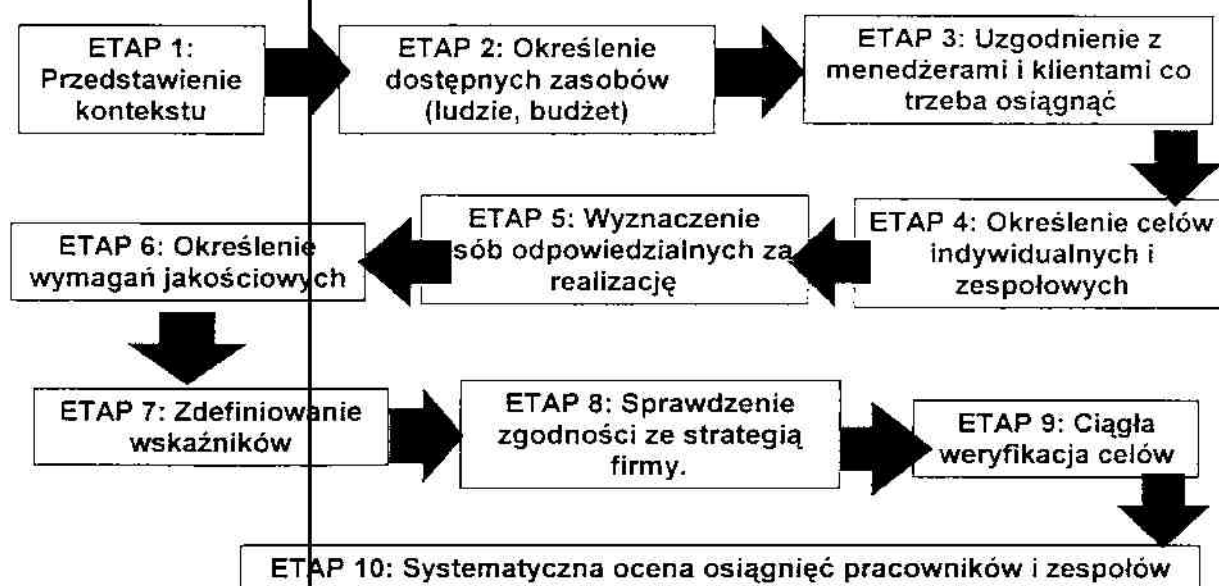 ETAP 1:
Przedstawienie
kontekstu
ETAP 2: Określenie
dostępnych zasobów
(ludzie, budżet)
ETAP 3: Uzgodnienie z
menedżerami i klientami co
trzeba osiągnąć
ETAP 4: Określenie celów
indywidualnych i
zespołowych
ETAP 5: Wyznaczenie
sób odpowiedzialnych za
realizację
ETAP 6: Określenie
wymagań jakościowych
ETAP 7: Zdefiniowanie
wskaźników
ETAP 8: Sprawdzenie
zgodności ze strategią
firmy.
ETAP 9: Ciągła
weryfikacja celów
ETAP 10: Systematyczna ocena osiągnięć pracowników i zespołów